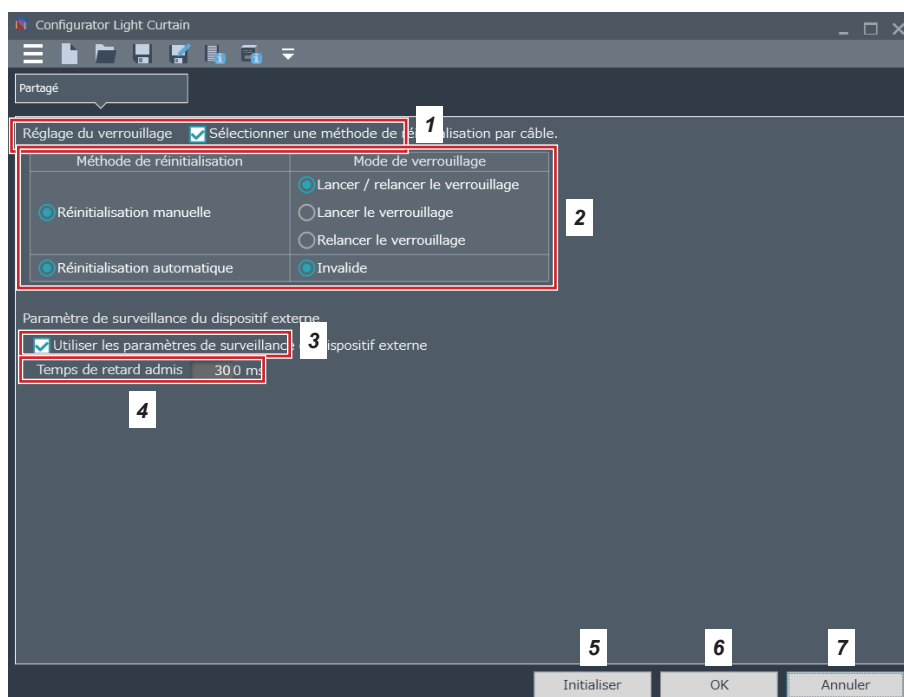 Configurator Light Curtain
Partagé
Réglage du verrouillage Sélectionner une méthode de réinitialisation par câble.
1
Méthode de réinitialisation Mode de verrouillage
Lancer / relancer le verrouillage
Réinitialisation manuelle Lancer le verrouillage
2
Relancer le verrouillage
Réinitialisation automatique Invalide
Paramètre de surveillance du dispositif externe
Utiliser les paramètres de surveillance dispositif externe
3
Temps de retard admis 300 ms
4
5 6 7
Initialiser OK Annuler